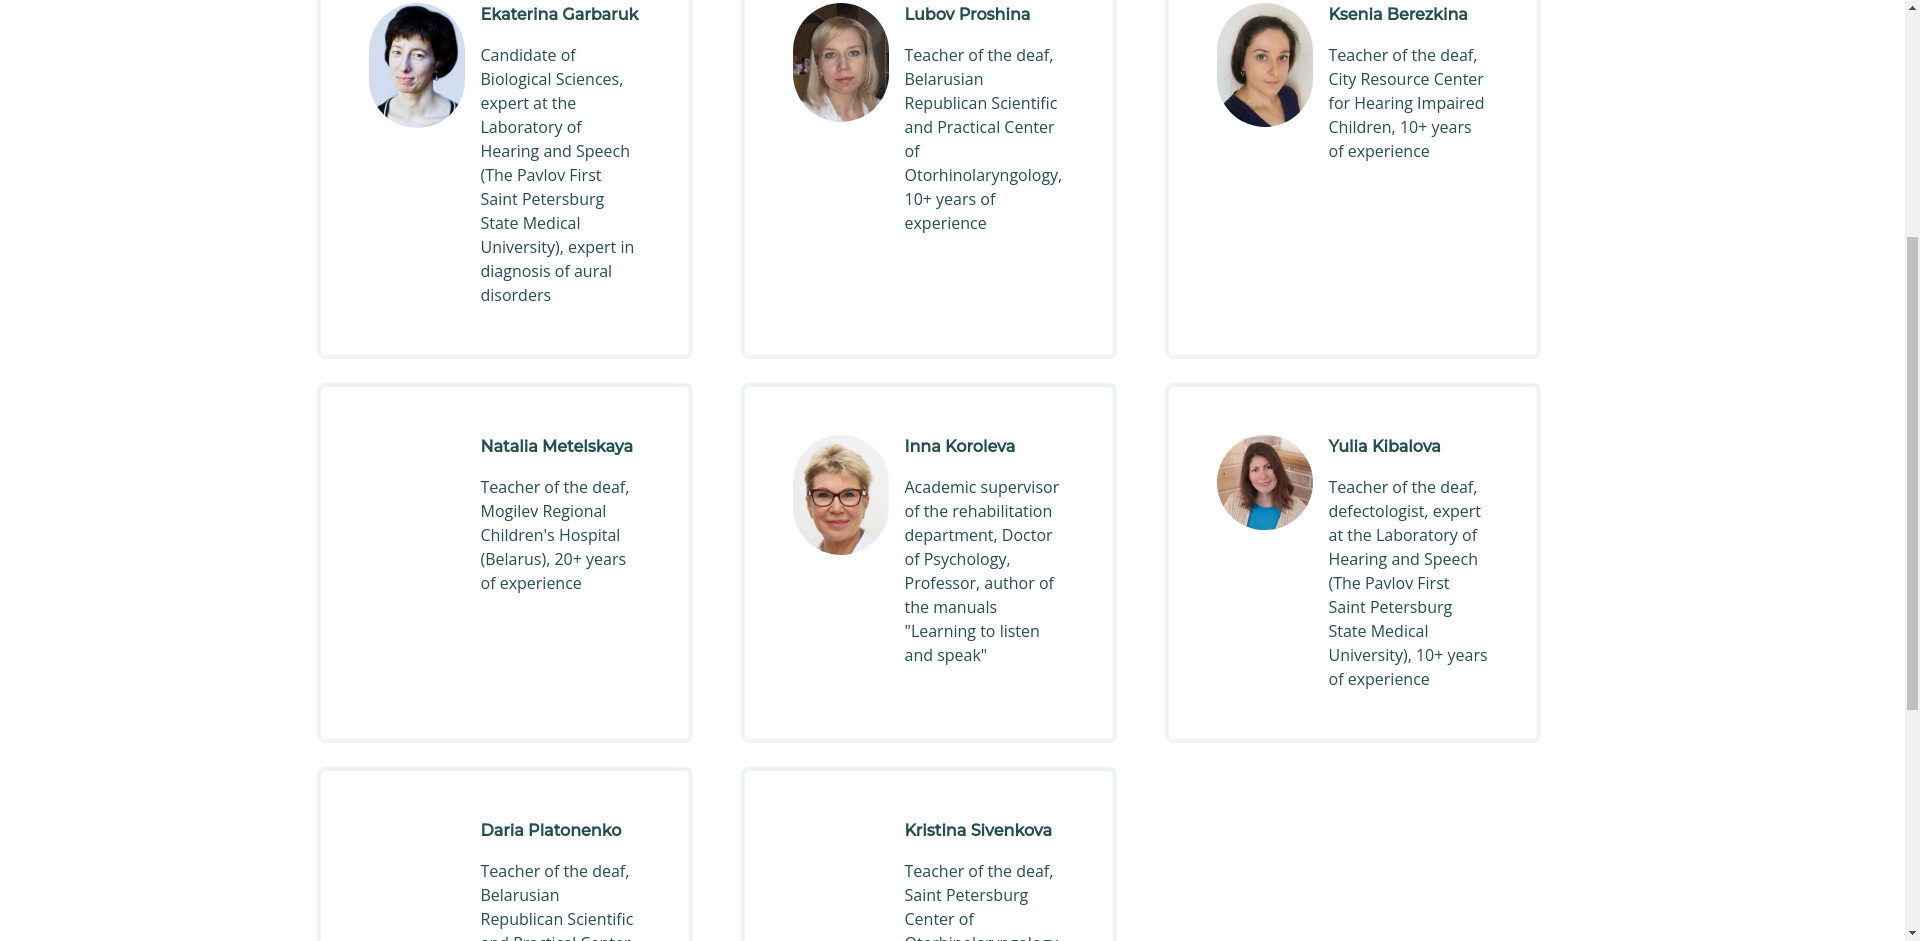 Ekaterina Garbaruk
Candidate of
Biological Sciences,
expert at the
Laboratory of
Hearing and Speech
(The Pavlov First
Saint Petersburg
State Medical
University), expert in
diagnosis of aural
disorders
Lubov Proshina
Teacher of the deaf,
Belarusian
Republican Scientific
and Practical Center
of
Otorhinolaryngology,
10+ years of
experience
Ksenia Berezkina
Teacher of the deaf,
City Resource Center
for Hearing Impaired
Children, 10+ years
of experience
Natalia Metelskaya
Teacher of the deaf,
Mogilev Regional
Children's Hospital
(Belarus), 20+ years
of experience
Inna Koroleva
Academic supervisor
of the rehabilitation
department, Doctor
of Psychology,
Professor, author of
the manuals
"Learning to listen
and speak"
Yulia Kibalova
Teacher of the deaf,
defectologist, expert
at the Laboratory of
Hearing and Speech
(The Pavlov First
Saint Petersburg
State Medical
University), 10+ years
of experience
Daria Platonenko
Teacher of the deaf,
Belarusian
Republican Scientific
and Practical Center
Kristina Sivenkova
Teacher of the deaf,
Saint Petersburg
Center of
Otorhinolaryngology